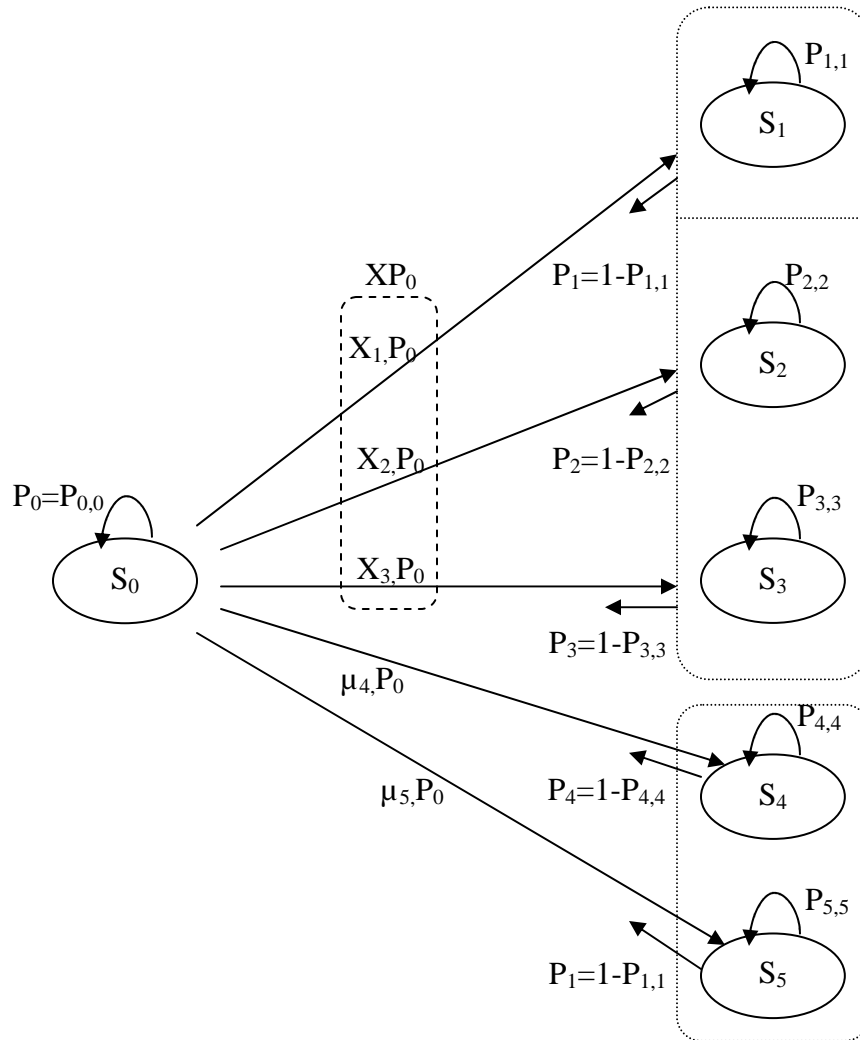 P1,1
S1
P1=1-P1,1
XP0
X1,P0
P2,2
S2
X2,P0
P2=1-P2,2
P0=P0,0
S0
P3,3
X3,P0
S3
P3=1-P3,3
µ4,P0
P4,4
µ5,P0
P4=1-P4,4
S4
P5,5
P1=1-P1,1
S5